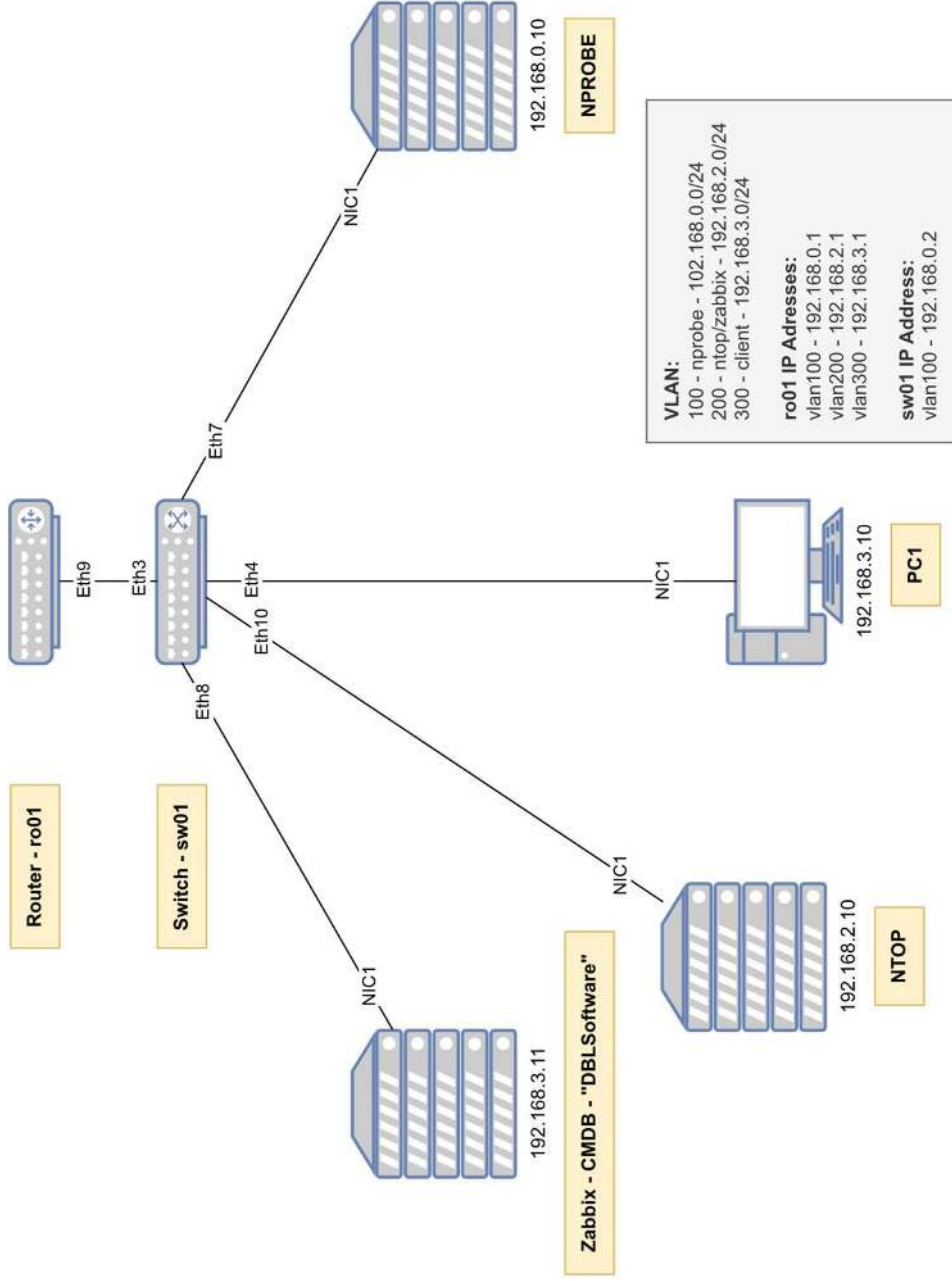 Router - ro01
Eth9
Eth3
Switch - sw01
Eth8
Eth10
Eth4
Eth7
NIC1
192.168.3.11
Zabbix - CMDB - "DBLSoftware"
NIC1
192.168.2.10
NTOP
NIC1
192.168.3.10
PC1
NIC1
192.168.0.10
NPROBE
VLAN:
100 - nprobe - 102.168.0.0/24
200 - ntop/zabbix - 192.168.2.0/24
300 - client - 192.168.3.0/24
ro01 IP Adresses:
vlan100 - 192.168.0.1
vlan200 - 192.168.2.1
vlan300 - 192.168.3.1
sw01 IP Address:
vlan100 - 192.168.0.2